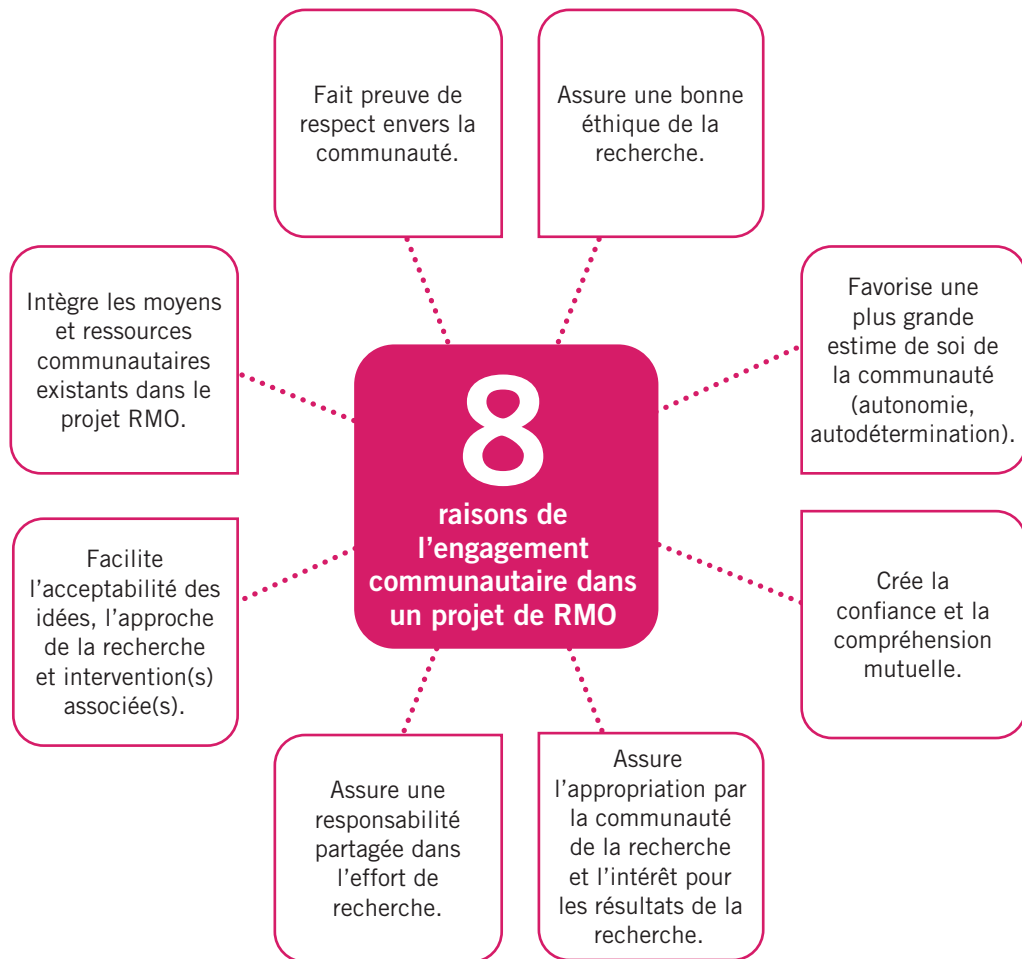 Fait preuve de
respect envers la
communauté.
Assure une bonne
éthique de la
recherche.
Intègre les moyens
et ressources
communautaires
existants dans le
projet RMO.
Favorise une
plus grande
estime de soi de
la communauté
(autonomie,
autodétermination).
8
raisons de
l'engagement
communautaire dans
un projet de RMO
Facilite
l'acceptabilité des
idées, l'approche
de la recherche
et intervention(s)
associée(s).
Crée la
confiance et la
compréhension
mutuelle.
Assure une
responsabilité
partagée dans
l'effort de
recherche.
Assure
l'appropriation par
la communauté
de la recherche
et l'intérêt pour
les résultats de la
recherche.